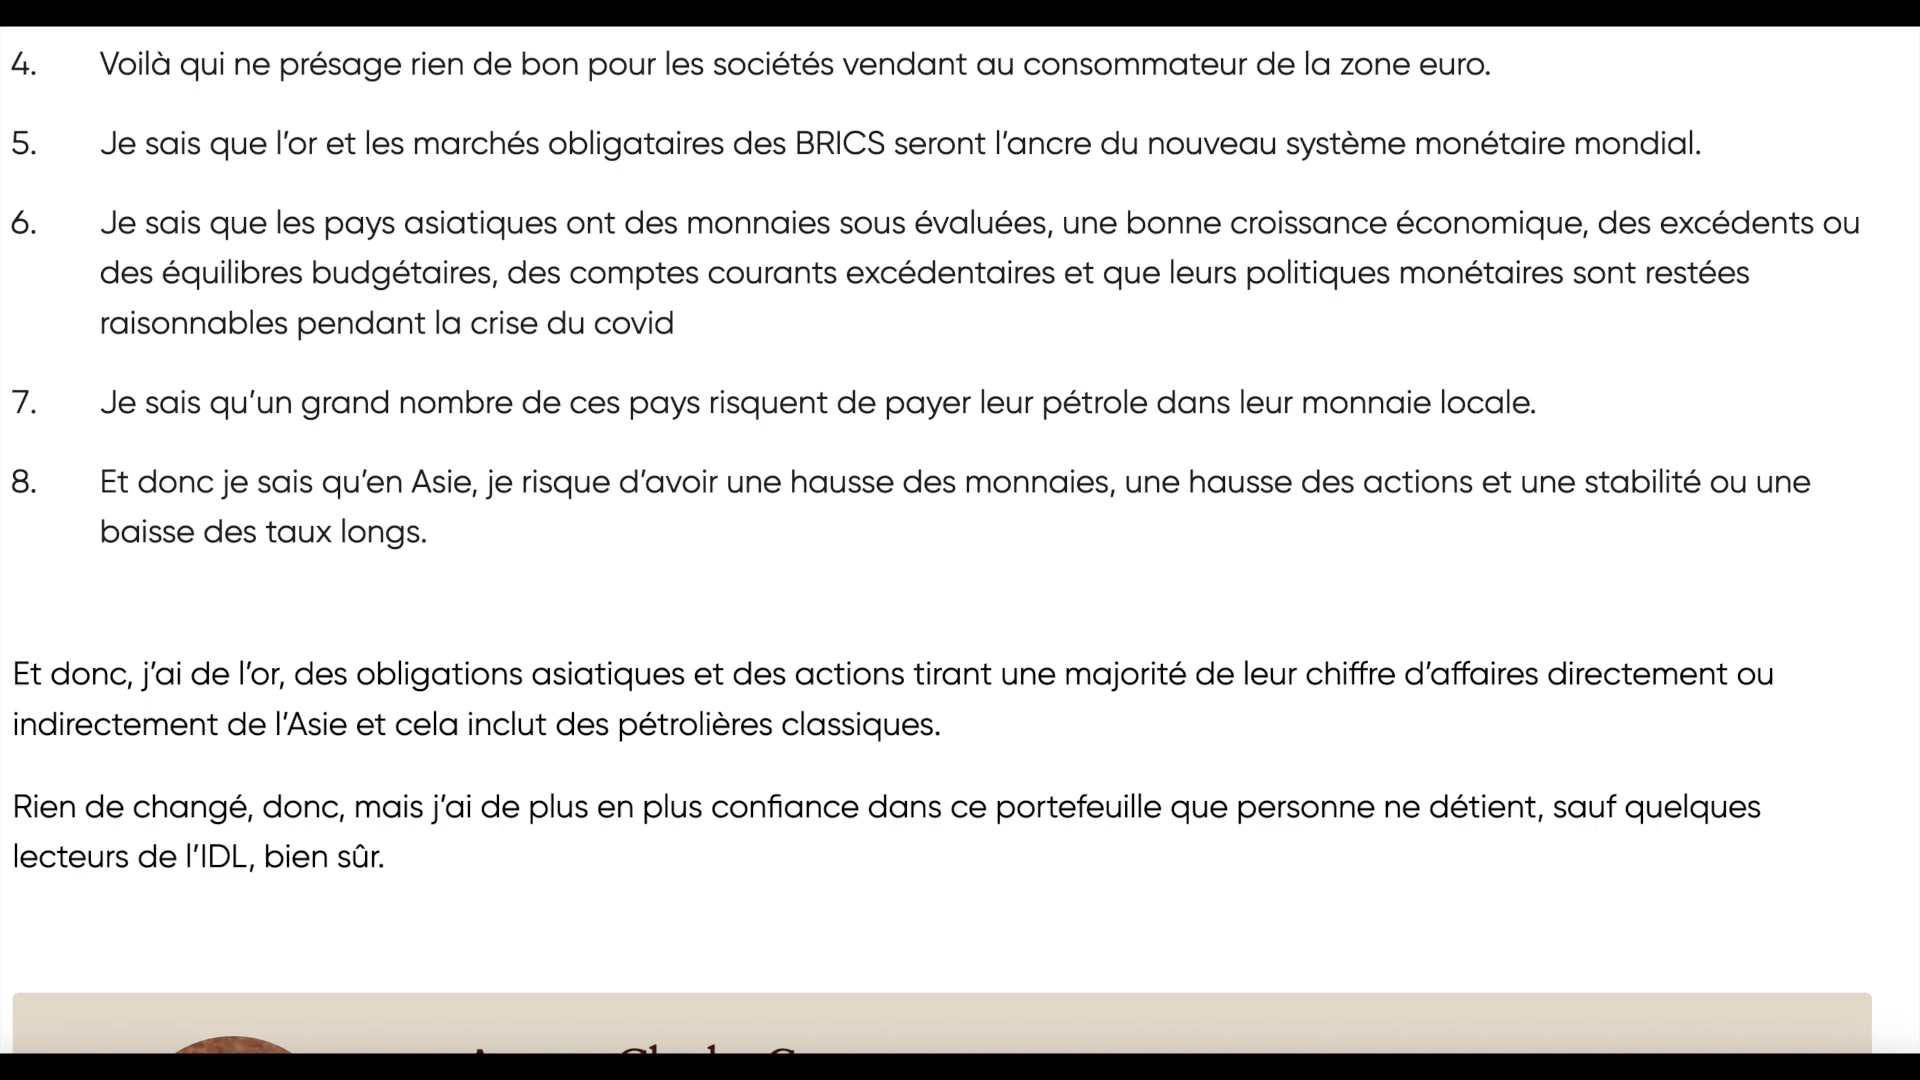 4. Voilà qui ne présage rien de bon pour les sociétés vendant au consommateur de la zone euro.
5. Je sais que l’or et les marchés obligataires des BRICS seront l’ancre du nouveau système monétaire mondial.
6. Je sais que les pays asiatiques ont des monnaies sous évaluées, une bonne croissance économique, des excédents ou
des équilibres budgétaires, des comptes courants excédentaires et que leurs politiques monétaires sont restées
raisonnables pendant la crise du covid
7. Je sais qu’un grand nombre de ces pays risquent de payer leur pétrole dans leur monnaie locale.
8. Et donc je sais qu’en Asie, je risque d’avoir une hausse des monnaies, une hausse des actions et une stabilité ou une
baisse des taux longs.
Et donc, j’ai de l’or, des obligations asiatiques et des actions tirant une majorité de leur chiffre d’affaires directement ou
indirectement de l’Asie et cela inclut des pétrolières classiques.
Rien de changé, donc, mais j’ai de plus en plus confiance dans ce portefeuille que personne ne détient, sauf quelques
lecteurs de l’IDL, bien sûr.